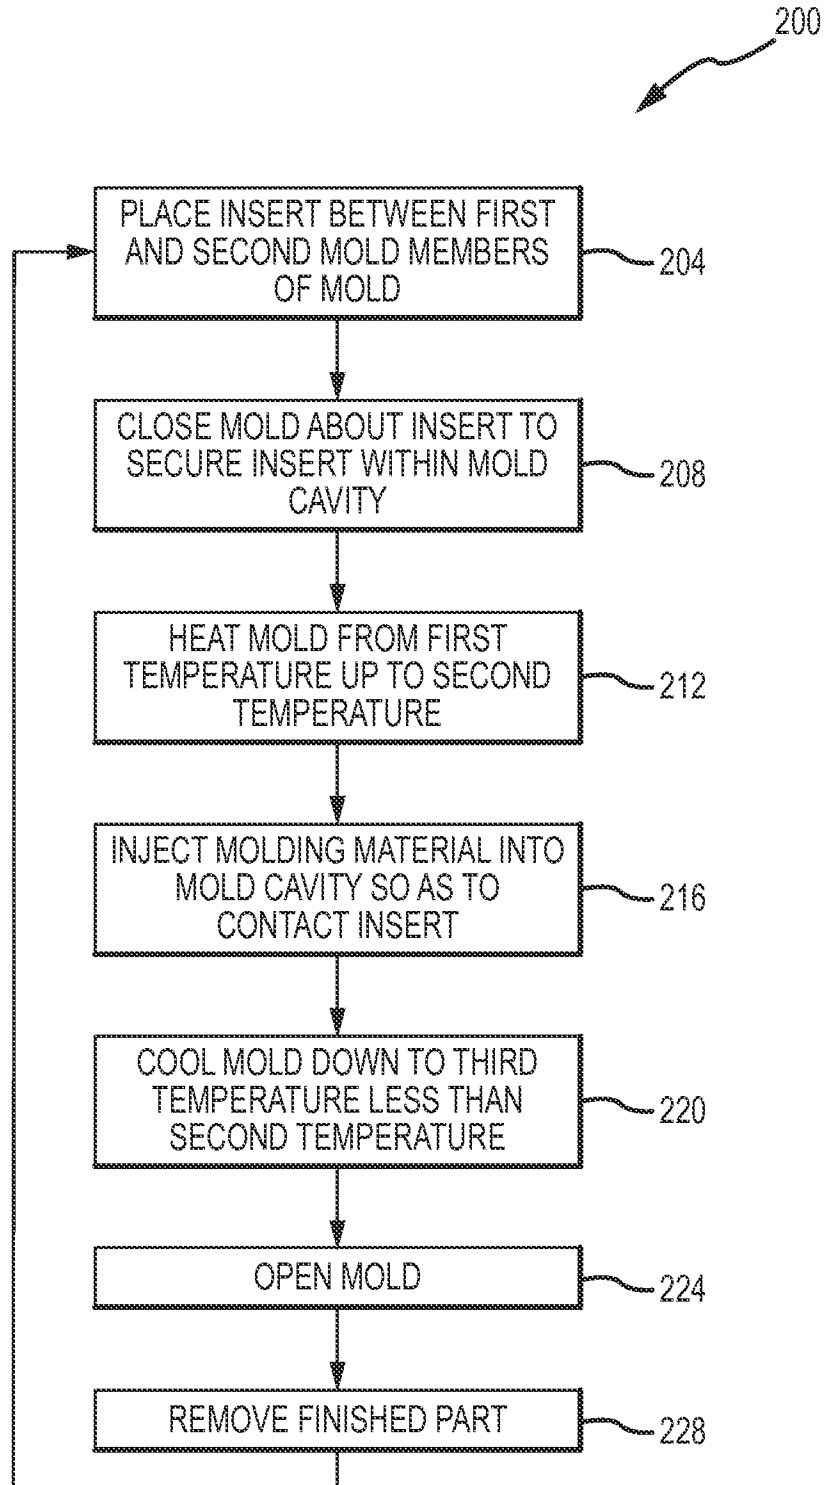 200
PLACE INSERT BETWEEN FIRST
AND SECOND MOLD MEMBERS
OF MOLD
204
CLOSE MOLD ABOUT INSERT TO
SECURE INSERT WITHIN MOLD
CAVITY
208
HEAT MOLD FROM FIRST
TEMPERATURE UP TO SECOND
TEMPERATURE
212
INJECT MOLDING MATERIAL INTO
MOLD CAVITY SO AS TO
CONTACT INSERT
216
COOL MOLD DOWN TO THIRD
TEMPERATURE LESS THAN
SECOND TEMPERATURE
220
OPEN MOLD
224
REMOVE FINISHED PART
228